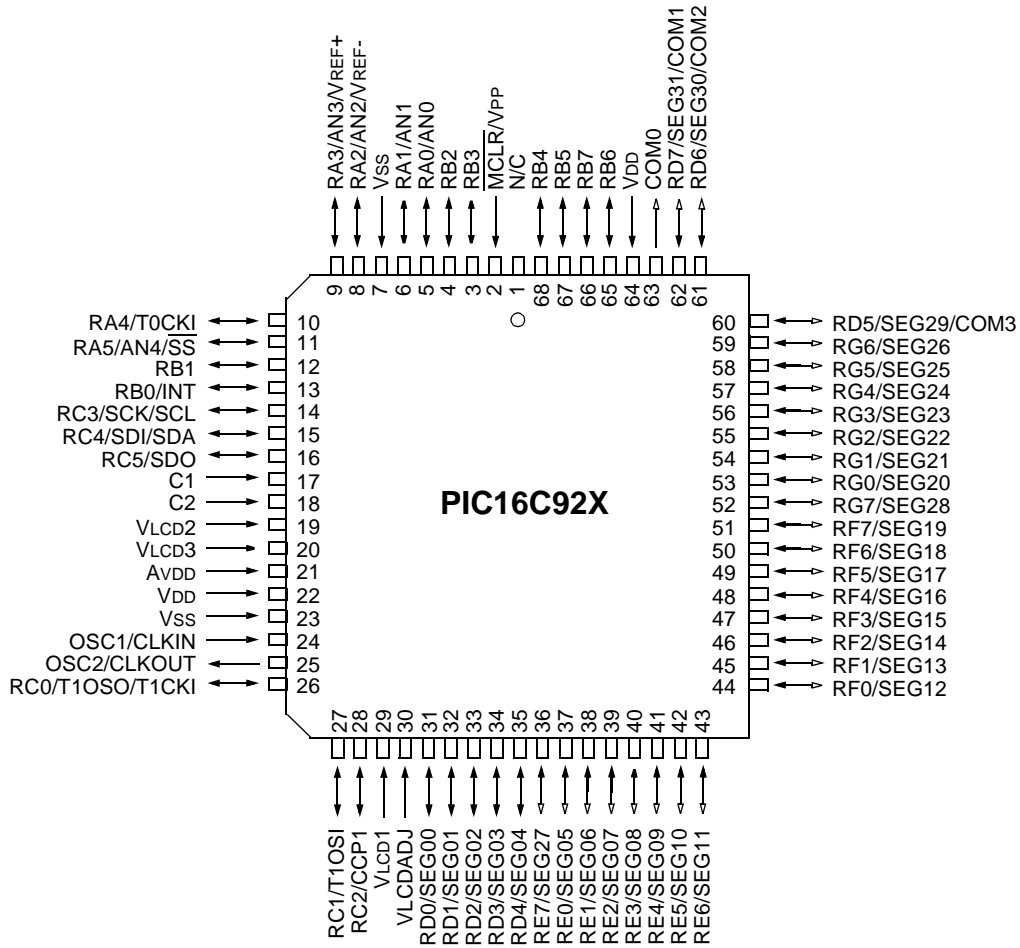 RA3/AN3/VREF+
RA2/AN2/VREF-
VSS
RA1/AN1
RA0/AN0
RB2
RB3
MCLR/VPP
N/C
RB4
RB5
RB7
RB6
VDD
COM0
RD7/SEG31/COM1
RD6/SEG30/COM2
9 8 7 6 5 4 3 2 1 68 67 66 65 64 63 62 61
RA4/T0CKI 10
RA5/AN4/SS 11
RB1 12
RB0/INT 13
RC3/SCK/SCL 14
RC4/SDI/SDA 15
RC5/SDO 16
C1 17
C2 18
VLCD2 19
VLCD3 20
AVDD 21
VDD 22
VSS 23
OSC1/CLKIN 24
OSC2/CLKOUT 25
RC0/T1OSO/T1CKI 26
PIC16C92X
60 RD5/SEG29/COM3
59 RG6/SEG26
58 RG5/SEG25
57 RG4/SEG24
56 RG3/SEG23
55 RG2/SEG22
54 RG1/SEG21
53 RG0/SEG20
52 RG7/SEG28
51 RF7/SEG19
50 RF6/SEG18
49 RF5/SEG17
48 RF4/SEG16
47 RF3/SEG15
46 RF2/SEG14
45 RF1/SEG13
44 RF0/SEG12
27 28 29 30 31 32 33 34 35 36 37 38 39 40 41 42 43
RC1/T1OSI
RC2/CCP1
VLCD1
VLCDADJ
RD0/SEG00
RD1/SEG01
RD2/SEG02
RD3/SEG03
RD4/SEG04
RE7/SEG27
RE0/SEG05
RE1/SEG06
RE2/SEG07
RE3/SEG08
RE4/SEG09
RE5/SEG10
RE6/SEG11